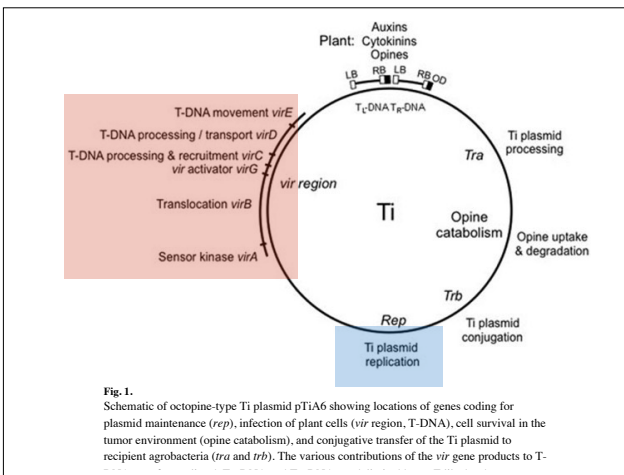 Auxins
Plant: Cytokinins
Opines
LB RB LB RB OD
TL-DNA TR-DNA
T-DNA movement virE
T-DNA processing / transport virD
T-DNA processing & recruitment virC
vir activator virG
vir region
Translocation virB
Sensor kinase virA
Ti
Tra
Ti plasmid
processing
Opine
catabolism
Opine uptake
& degradation
Trb
Ti plasmid
conjugation
Rep
Ti plasmid
replication
Fig. 1.
Schematic of octopine-type Ti plasmid pTiA6 showing locations of genes coding for
plasmid maintenance (rep), infection of plant cells (vir region, T-DNA), cell survival in the
tumor environment (opine catabolism), and conjugative transfer of the Ti plasmid to
recipient agrobacteria (tra and trb). The various contributions of the vir gene products to T-